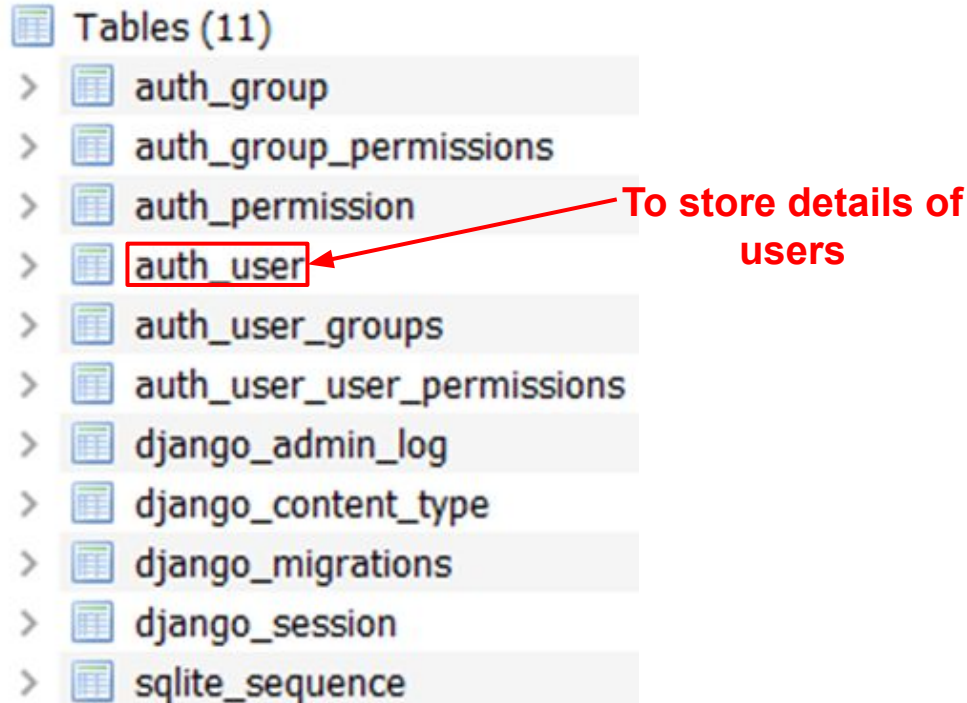 Tables (11)
auth_group
auth_group_permissions
auth_permission
To store details of
users
auth_user
auth_user_groups
auth_user_user_permissions
django_admin_log
django_content_type
django_migrations
django_session
sqlite_sequence